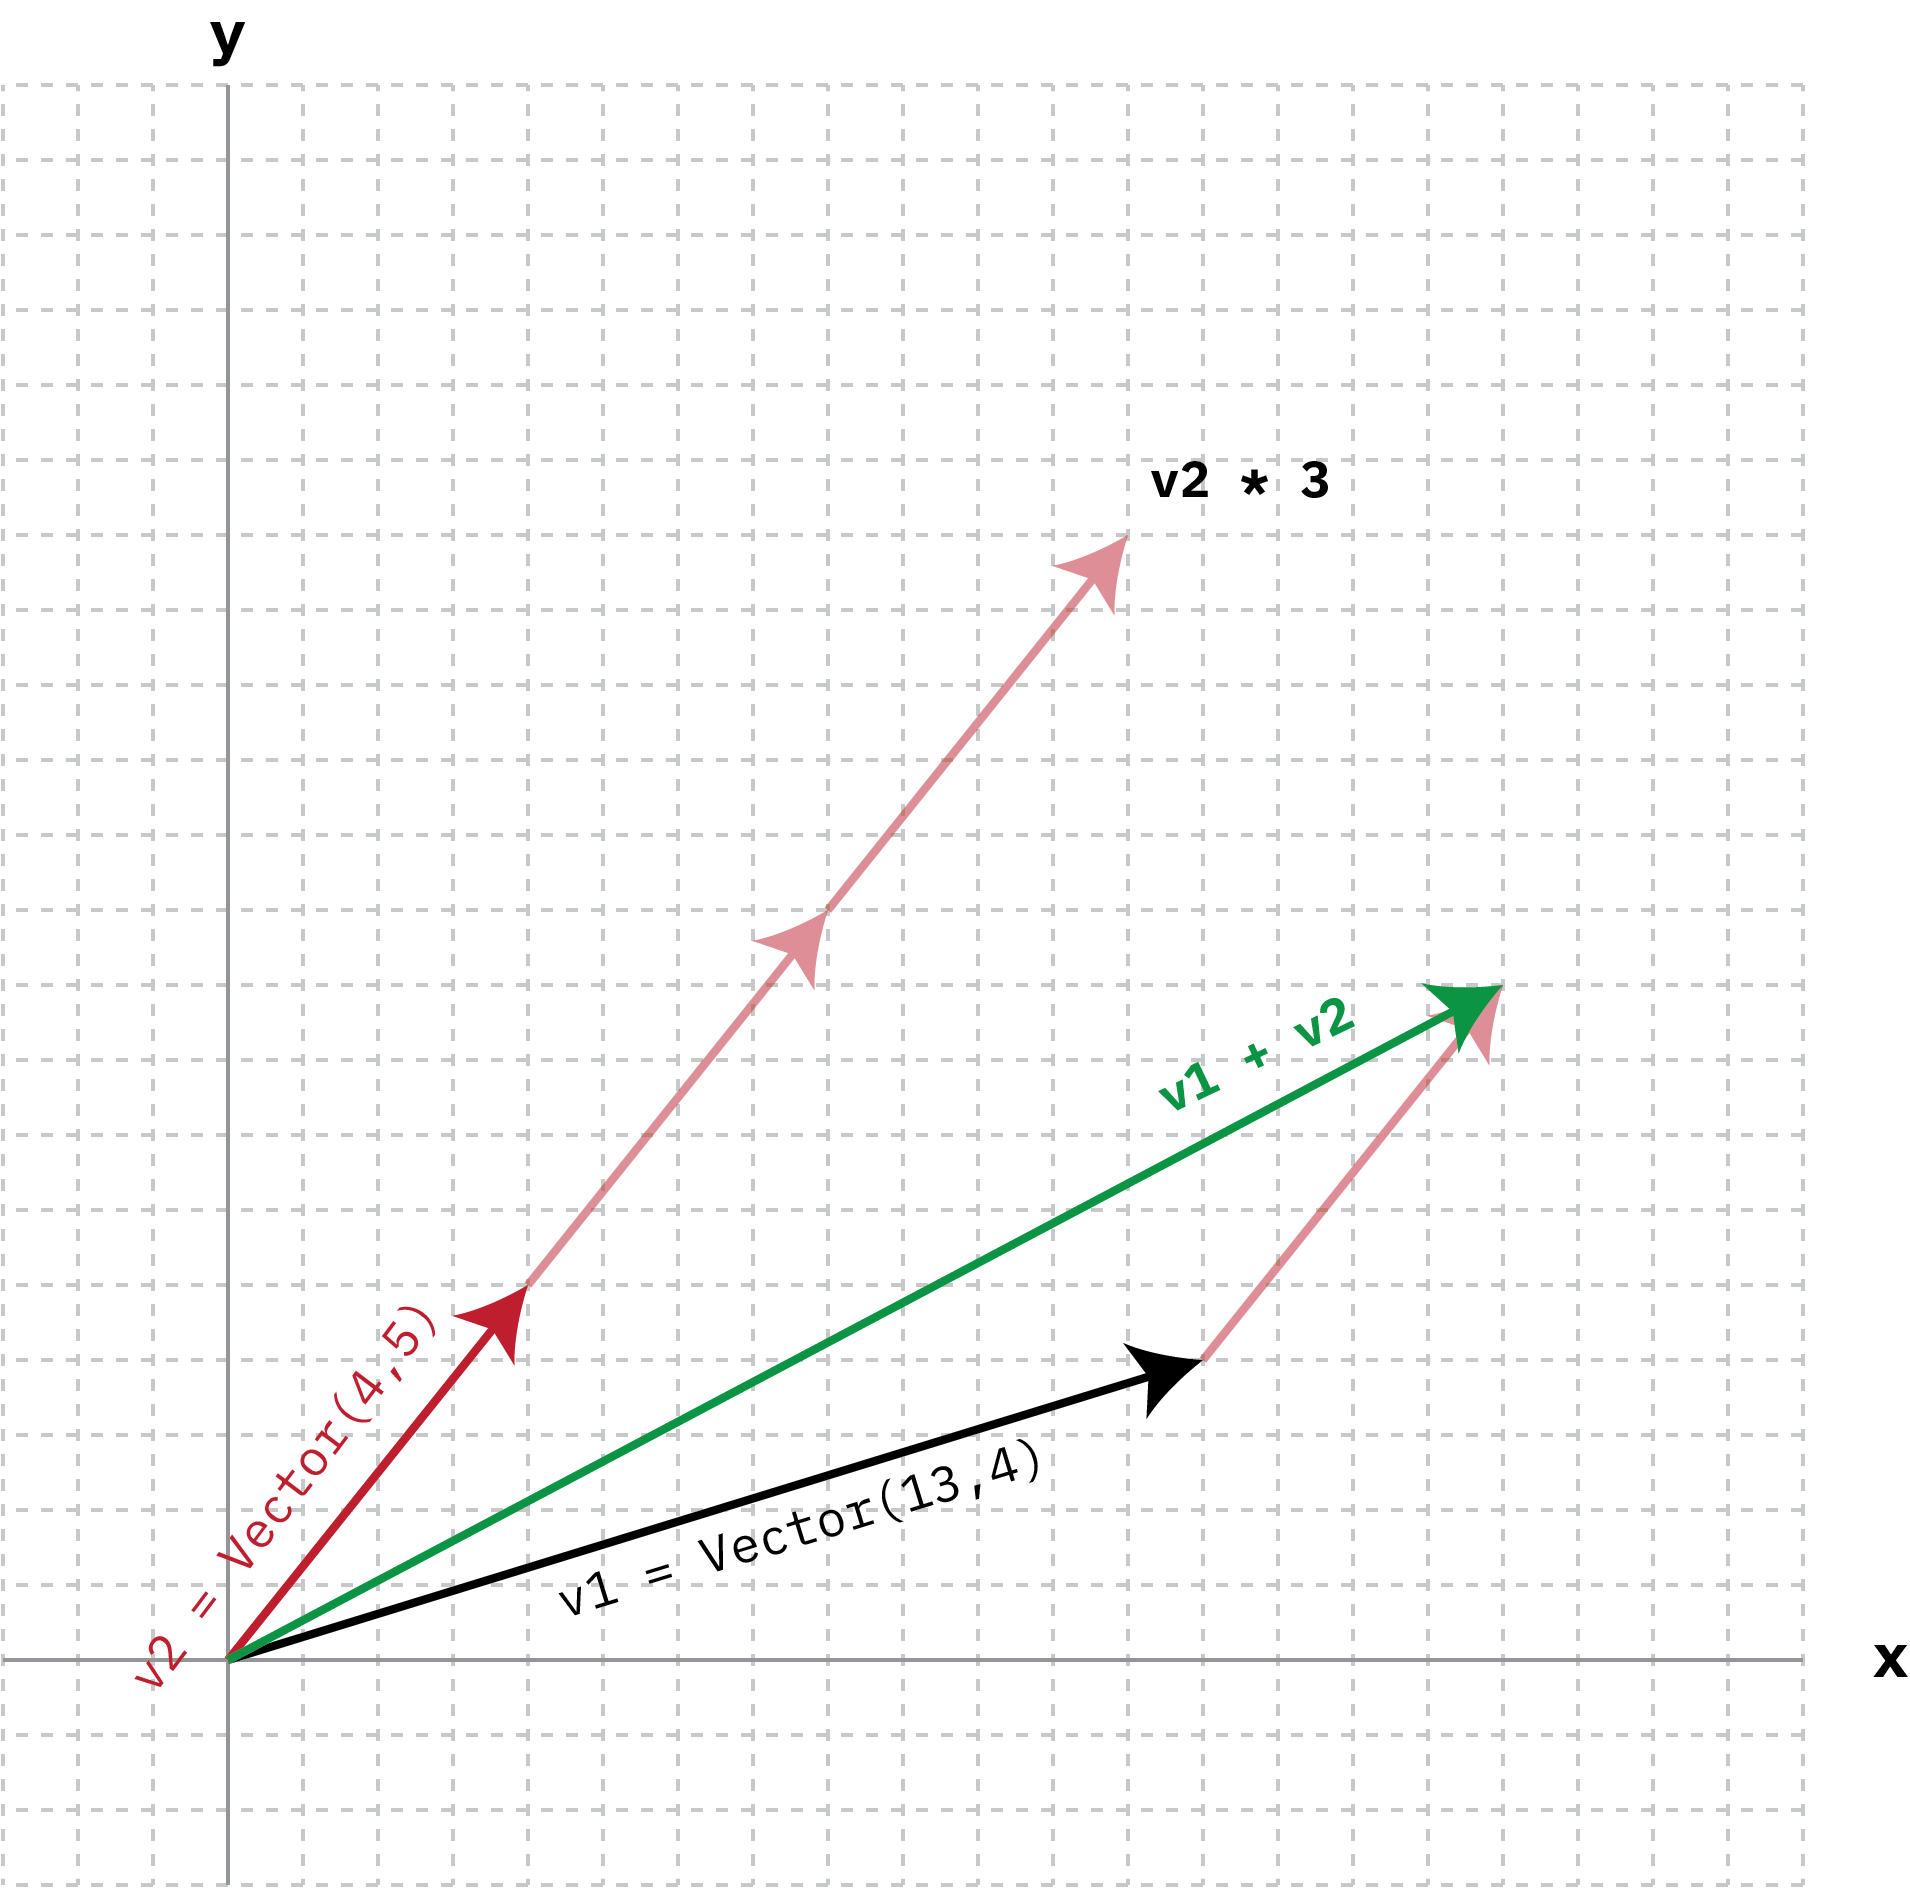 y
v2 * 3
v1 + v2
v2 = Vector(4,5)
v1 = Vector(13,4)
x